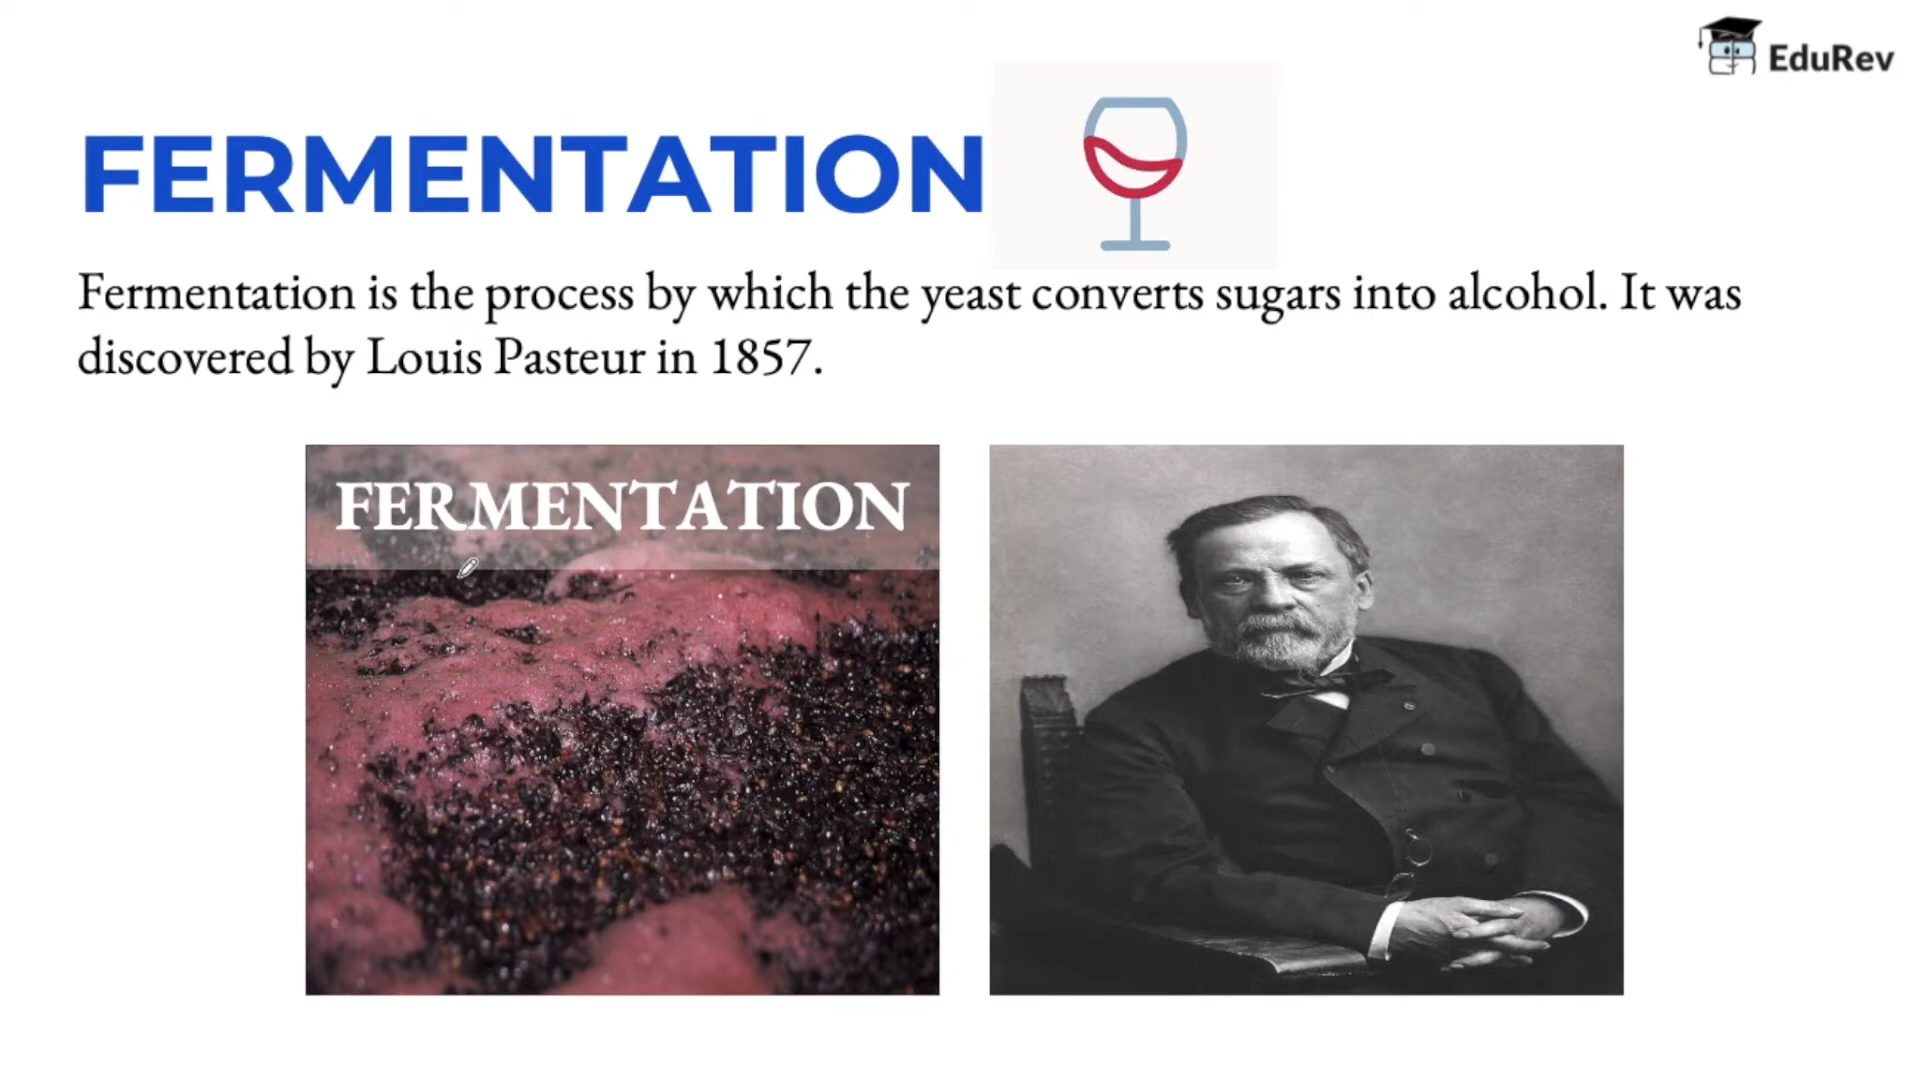 EduRev
FERMENTATION
Fermentation is the process by which the yeast converts sugars into alcohol. It was
discovered by Louis Pasteur in 1857.
FERMENTATION